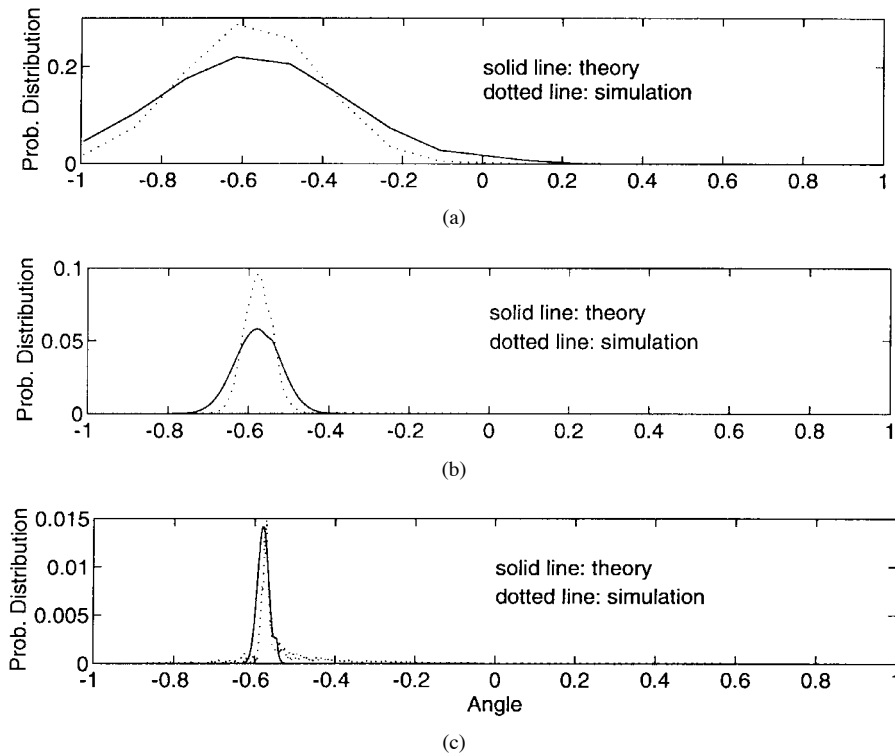 Prob. Distribution
0.2
0
solid line: theory
dotted line: simulation
-1 -0.8 -0.6 -0.4 -0.2 0 0.2 0.4 0.6 0.8 1
(a)
Prob. Distribution
0.1
0.05
0
solid line: theory
dotted line: simulation
-1 -0.8 -0.6 -0.4 -0.2 0 0.2 0.4 0.6 0.8 1
(b)
Prob. Distribution
0.015
0.01
0.005
0
solid line: theory
dotted line: simulation
-1 -0.8 -0.6 -0.4 -0.2 0 0.2 0.4 0.6 0.8 1
Angle
(c)